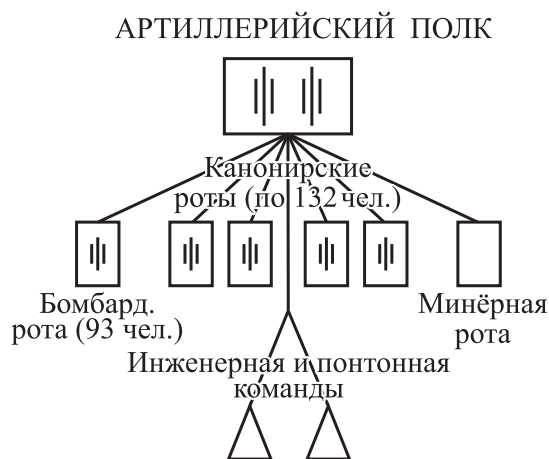 АРТИЛЛЕРИЙСКИЙ ПОЛК
Канонирские
роты (по 132 чел.)
Бомбард.
рота (93 чел.)
Минёрная
рота
Инженерная и понтонная
команды